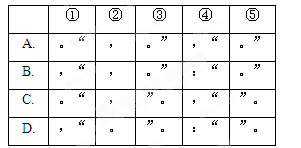 ① ② ③ ④ ⑤
A. 。“ ， 。” ，“ 。”
B. ，“ ， 。” ：“ 。”
C. 。“ ， ”。 ，“ ”。
D. ，“ 。 ”。 ：“ ”。